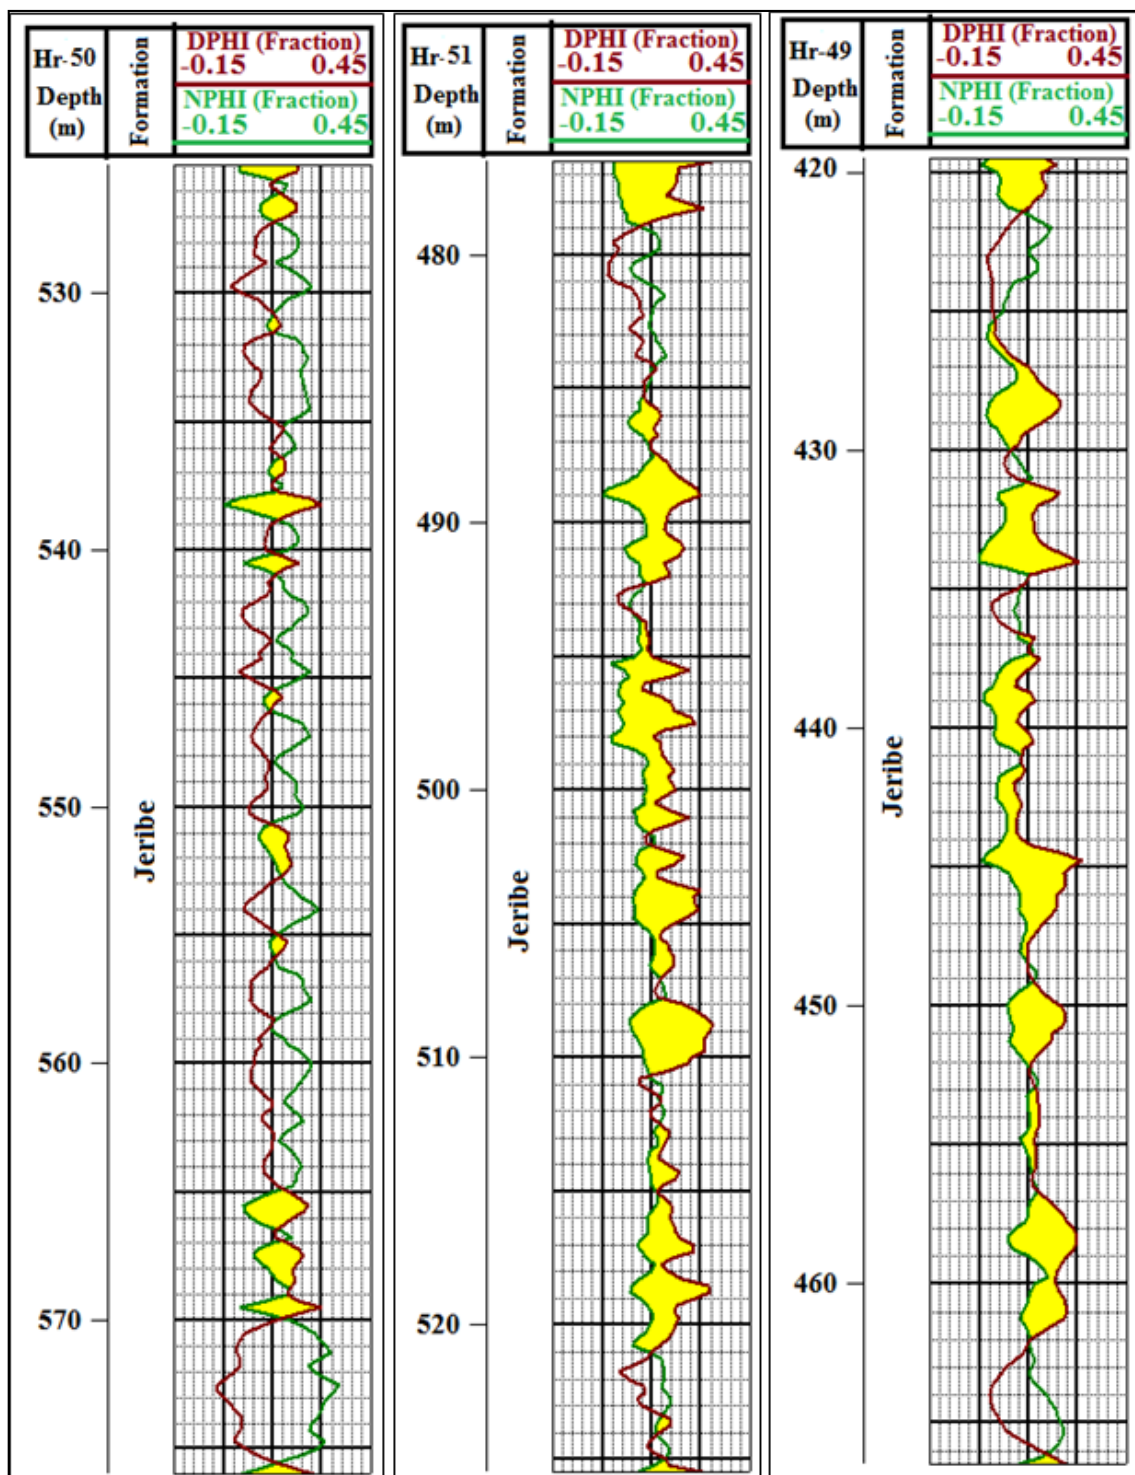 Hr-50
Depth
(m)
Formation
DPHI (Fraction)
-0.15 0.45
NPHI (Fraction)
-0.15 0.45
530
540
550
560
570
Jeribe
Hr-51
Depth
(m)
Formation
DPHI (Fraction)
-0.15 0.45
NPHI (Fraction)
-0.15 0.45
480
490
500
510
520
Jeribe
Hr-49
Depth
(m)
Formation
DPHI (Fraction)
-0.15 0.45
NPHI (Fraction)
-0.15 0.45
420
430
440
450
460
Jeribe